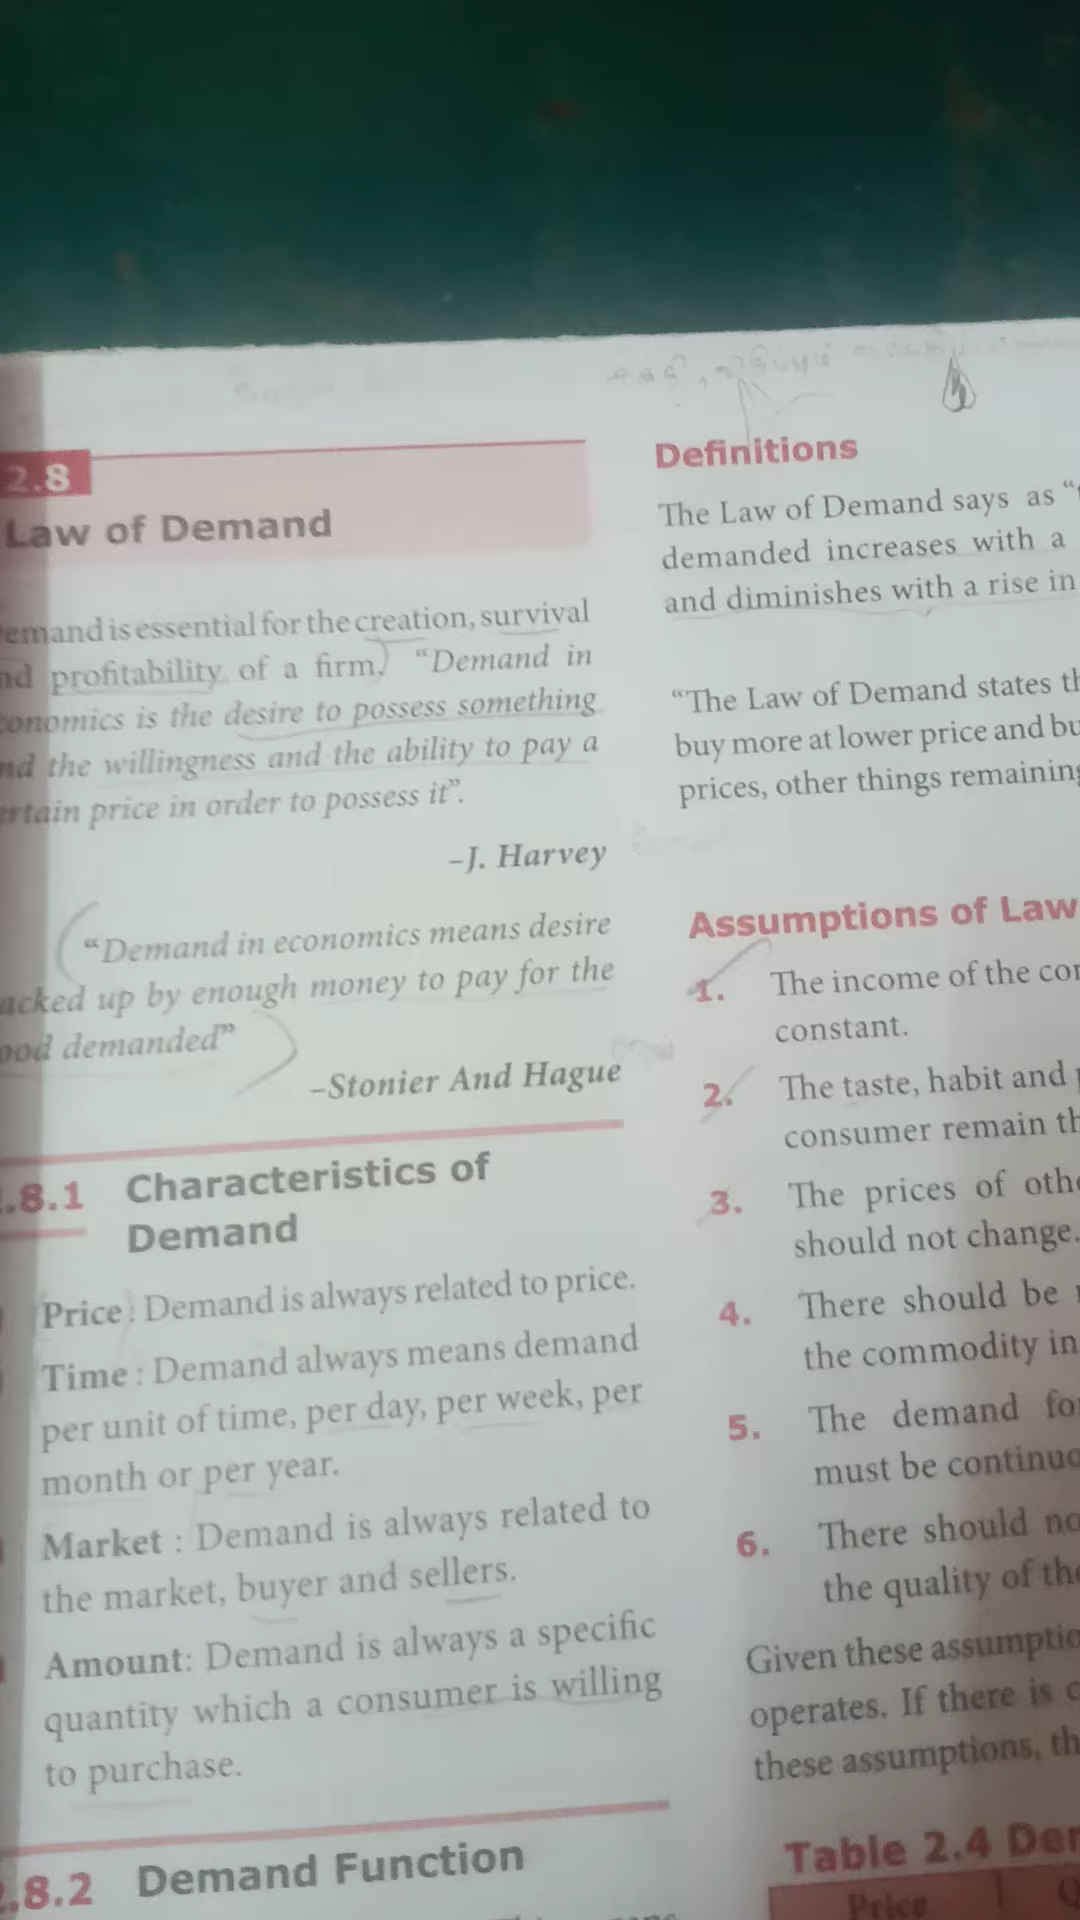 2.8
Law of Demand
emand is essential for the creation, survival
nd profitability of a firm. “Demand in
conomics is the desire to possess something
nd the willingness and the ability to pay a
ertain price in order to possess it”.
–J. Harvey
“Demand in economics means desire
acked up by enough money to pay for the
ood demanded”
–Stonier And Hague
.8.1 Characteristics of
Demand
Price : Demand is always related to price.
Time : Demand always means demand
per unit of time, per day, per week, per
month or per year.
Market : Demand is always related to
the market, buyer and sellers.
Amount: Demand is always a specific
quantity which a consumer is willing
to purchase.
.8.2 Demand Function
Definitions
The Law of Demand says as “
demanded increases with a
and diminishes with a rise in
“The Law of Demand states th
buy more at lower price and bu
prices, other things remaining
Assumptions of Law
1. The income of the con
constant.
2. The taste, habit and
consumer remain th
3. The prices of othe
should not change.
4. There should be
the commodity in
5. The demand for
must be continuo
6. There should no
the quality of the
Given these assumptio
operates. If there is c
these assumptions, th
Table 2.4 Dem
Price